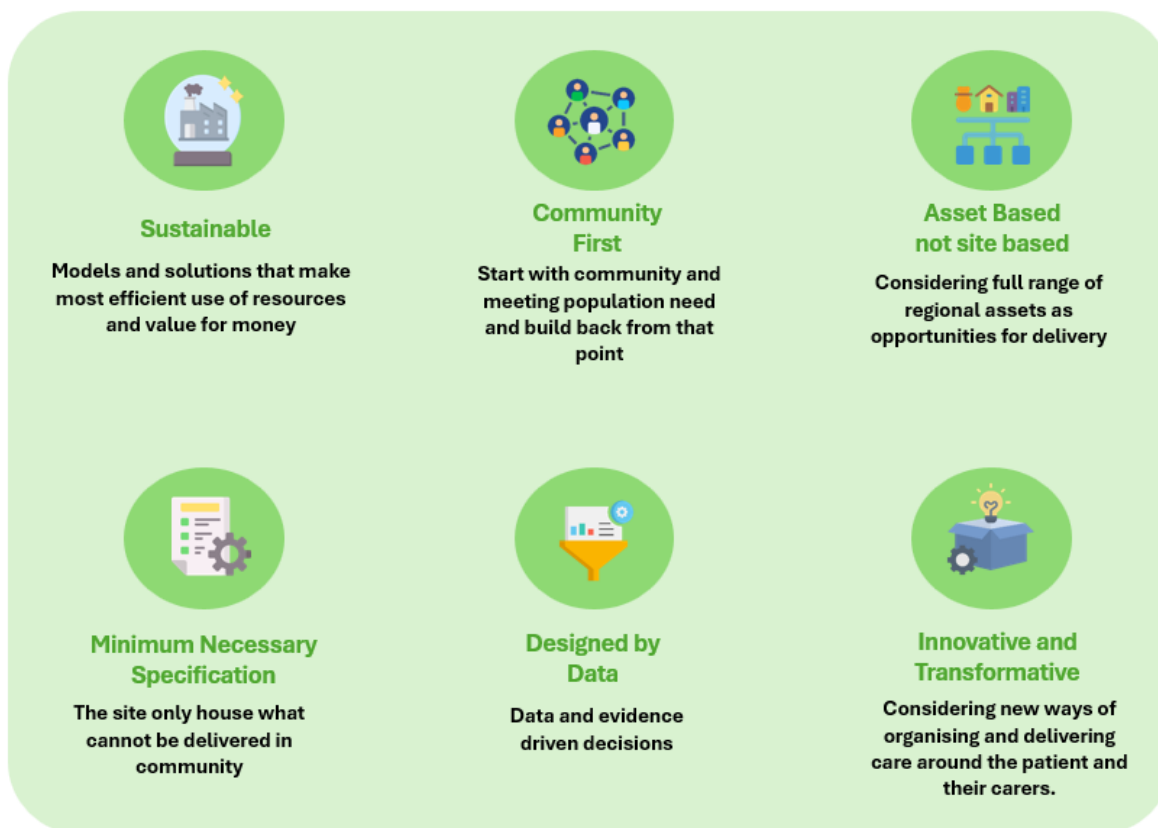 Sustainable
Models and solutions that make
most efficient use of resources
and value for money
Community
First
Start with community and
meeting population need
and build back from that
point
Asset Based
not site based
Considering full range of
regional assets as
opportunities for delivery
Minimum Necessary
Specification
The site only house what
cannot be delivered in
community
Designed by
Data
Data and evidence
driven decisions
Innovative and
Transformative
Considering new ways of
organising and delivering
care around the patient and
their carers.